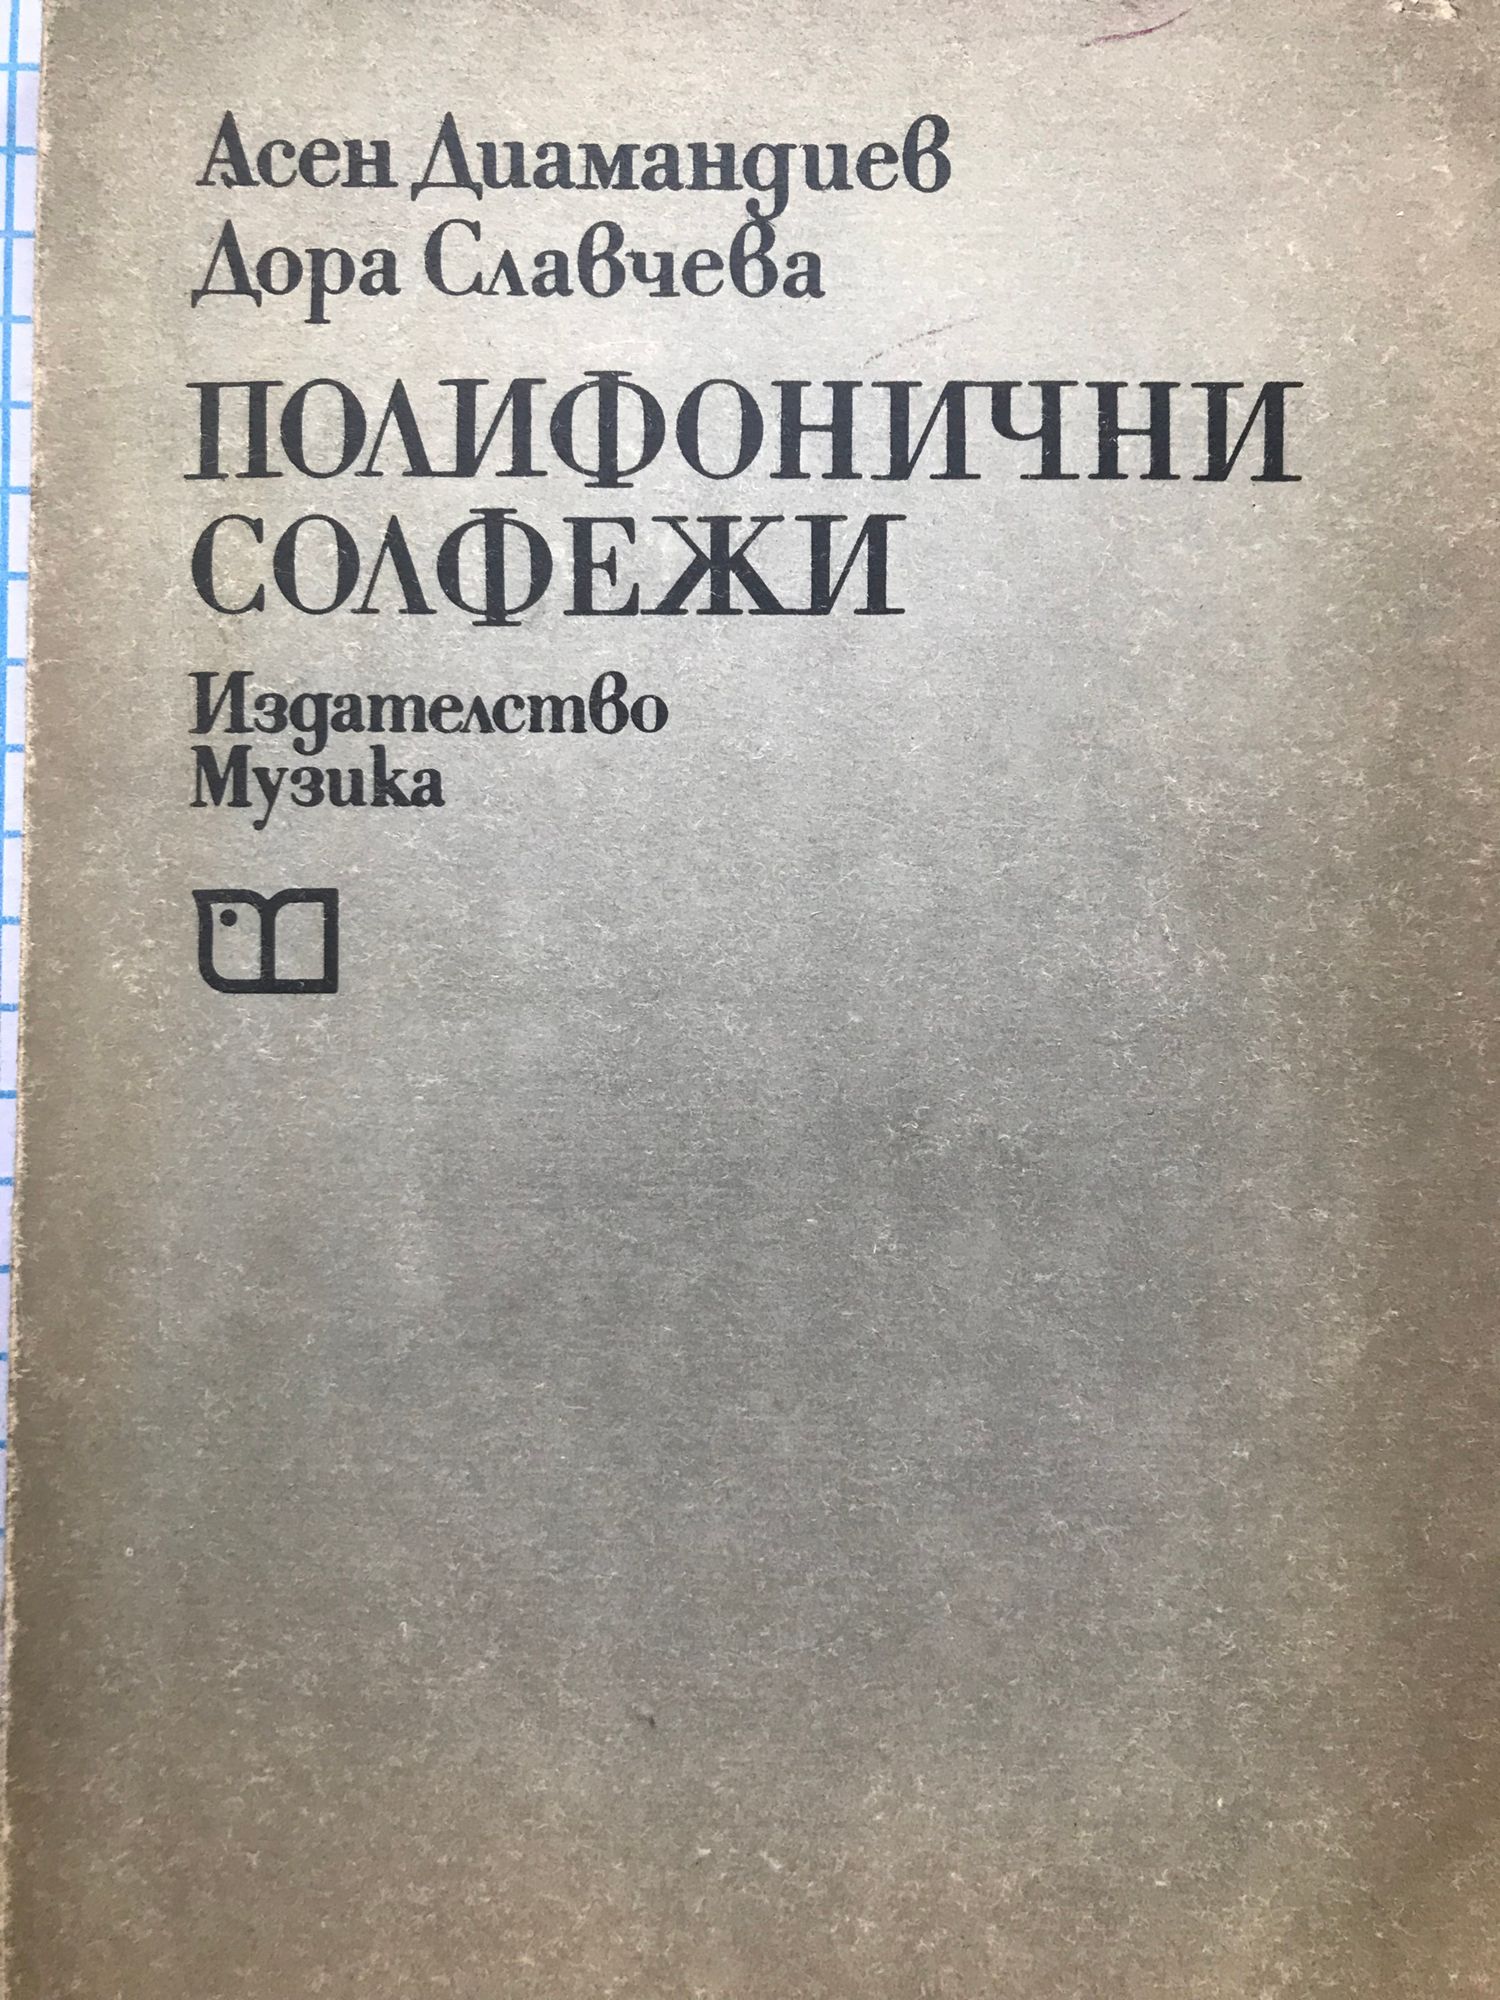 Асен Диамандиев
Дора Славчева
ПОЛИФОНИЧНИ
СОЛФЕЖИ
Издателство
Музика